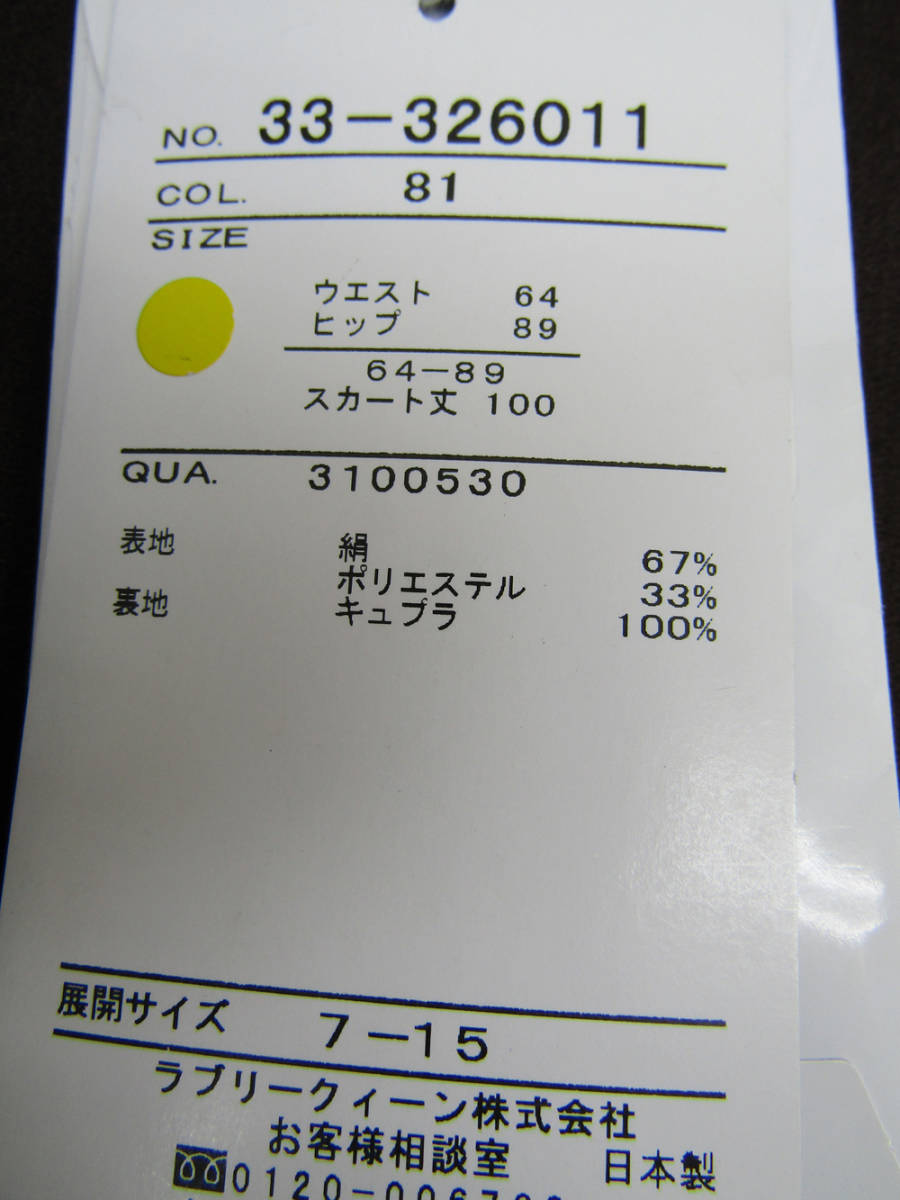 NO. 33-326011
COL. 81
SIZE
ウエスト 64
ヒップ 89
64-89
スカート丈 100
QUA. 3100530
表地 絹 67%
ポリエステル 33%
裏地 キュプラ 100%
展開サイズ 7-15
ラブリークィーン株式会社
お客様相談室 日本製